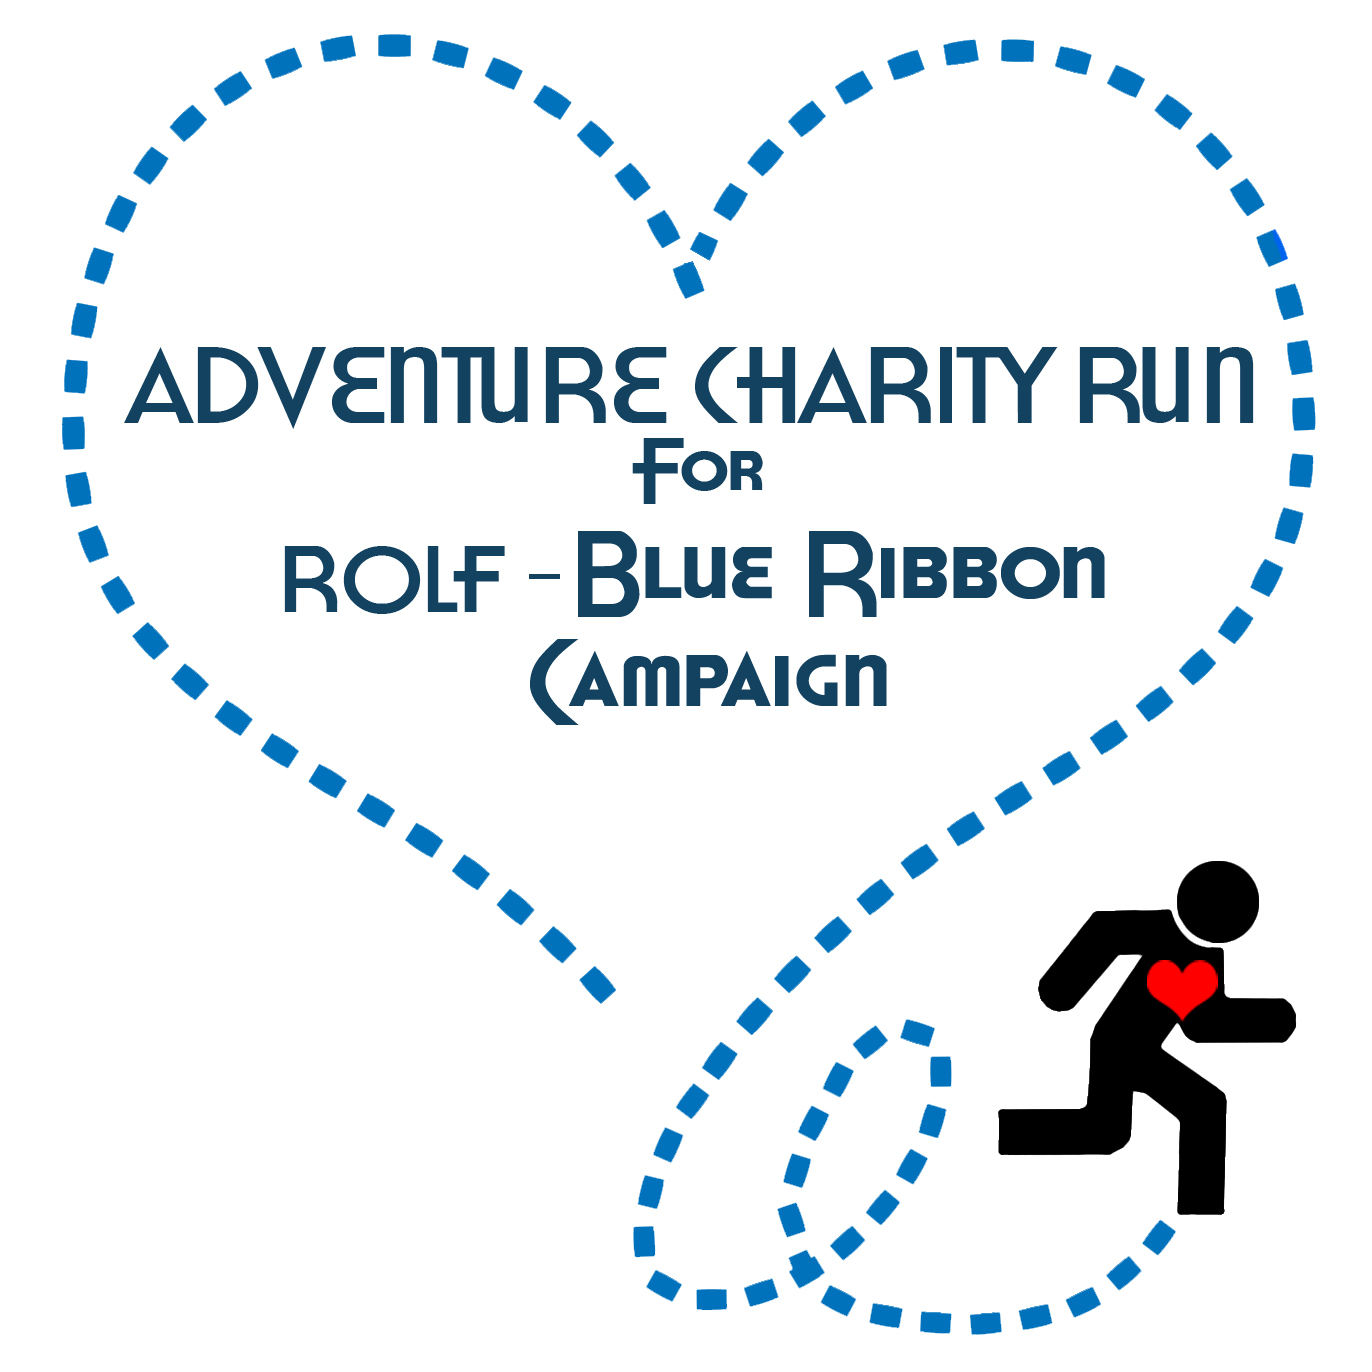 ADVENTURE CHARITY RUN
FOR
ROLF - BLUE RIBBON
CAMPAIGN